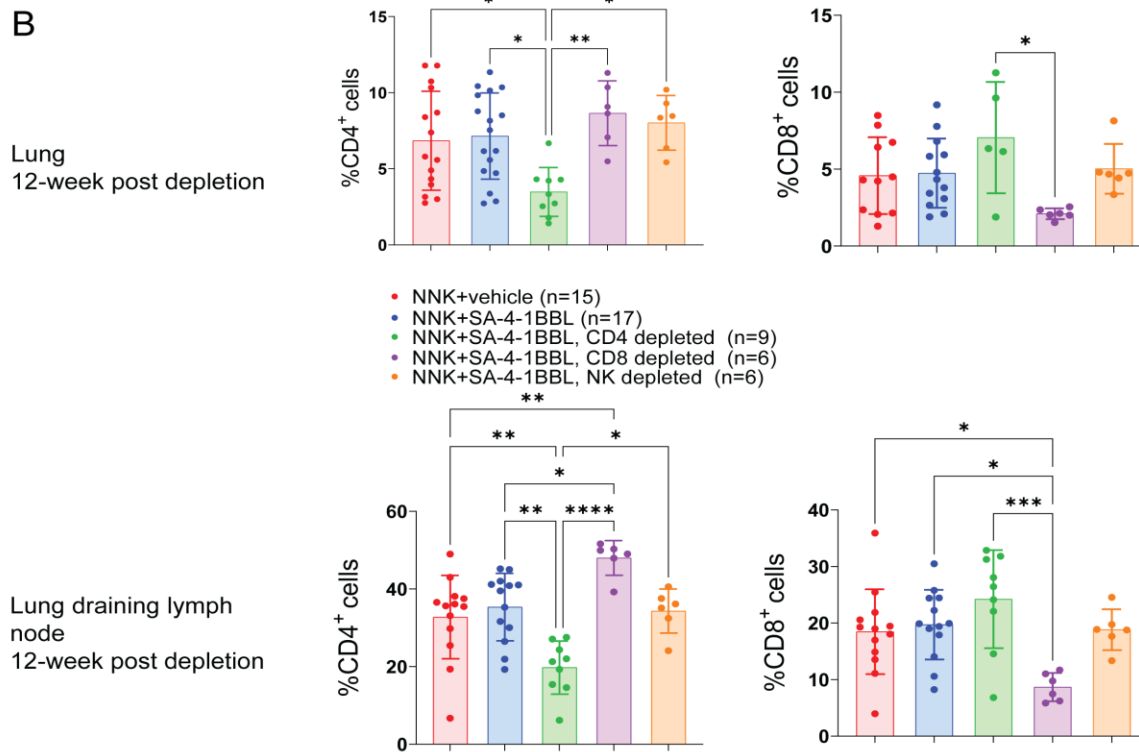 B
Lung
12-week post depletion
%CD4+ cells
15
10
5
0
*
*
**
*
%CD8+ cells
15
10
5
0
*
NNK+vehicle (n=15)
NNK+SA-4-1BBL (n=17)
NNK+SA-4-1BBL, CD4 depleted (n=9)
NNK+SA-4-1BBL, CD8 depleted (n=6)
NNK+SA-4-1BBL, NK depleted (n=6)
Lung draining lymph
node
12-week post depletion
%CD4+ cells
60
40
20
0
**
**
*
*
**
****
%CD8+ cells
40
30
20
10
0
*
*
***